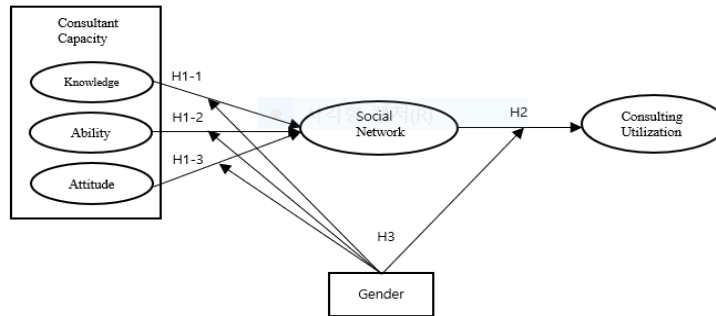 Consultant
Capacity
Knowledge
H1-1
Ability
H1-2
Attitude
H1-3
Social
Network
H2
Consulting
Utilization
H3
Gender